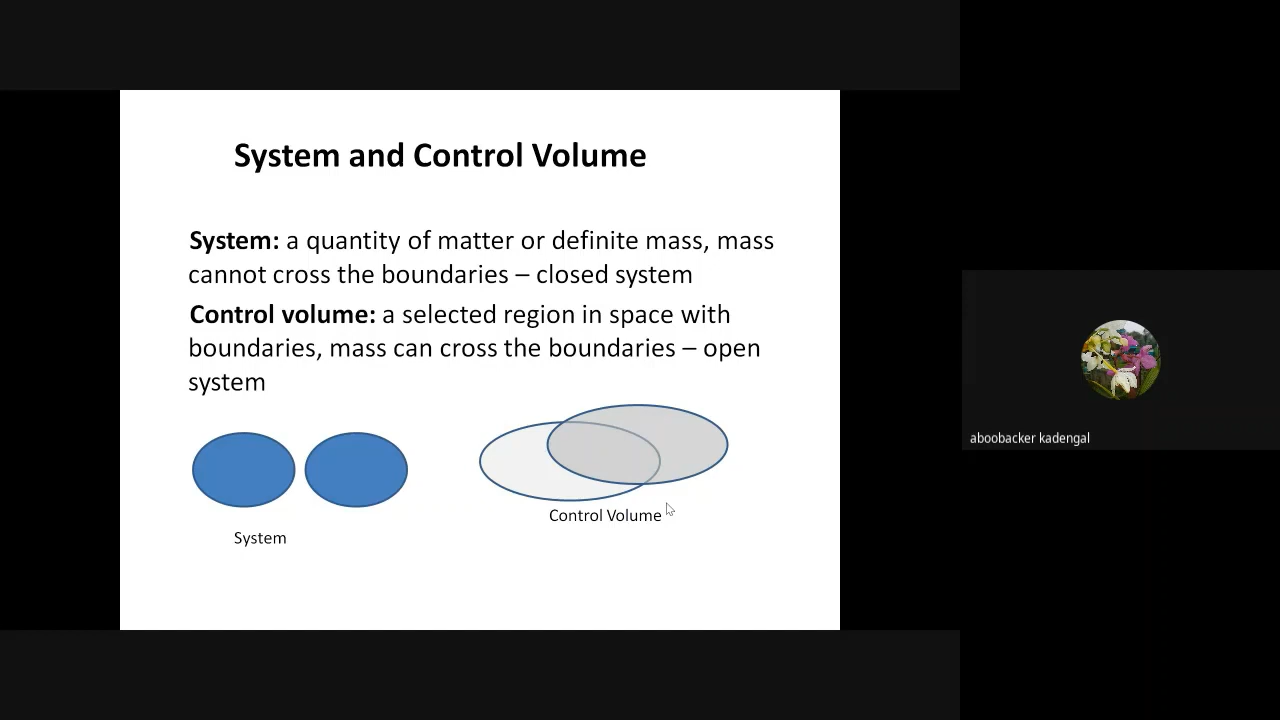 System and Control Volume
System: a quantity of matter or definite mass, mass
cannot cross the boundaries – closed system
Control volume: a selected region in space with
boundaries, mass can cross the boundaries – open
system
Control Volume
System
aboobacker kadengal